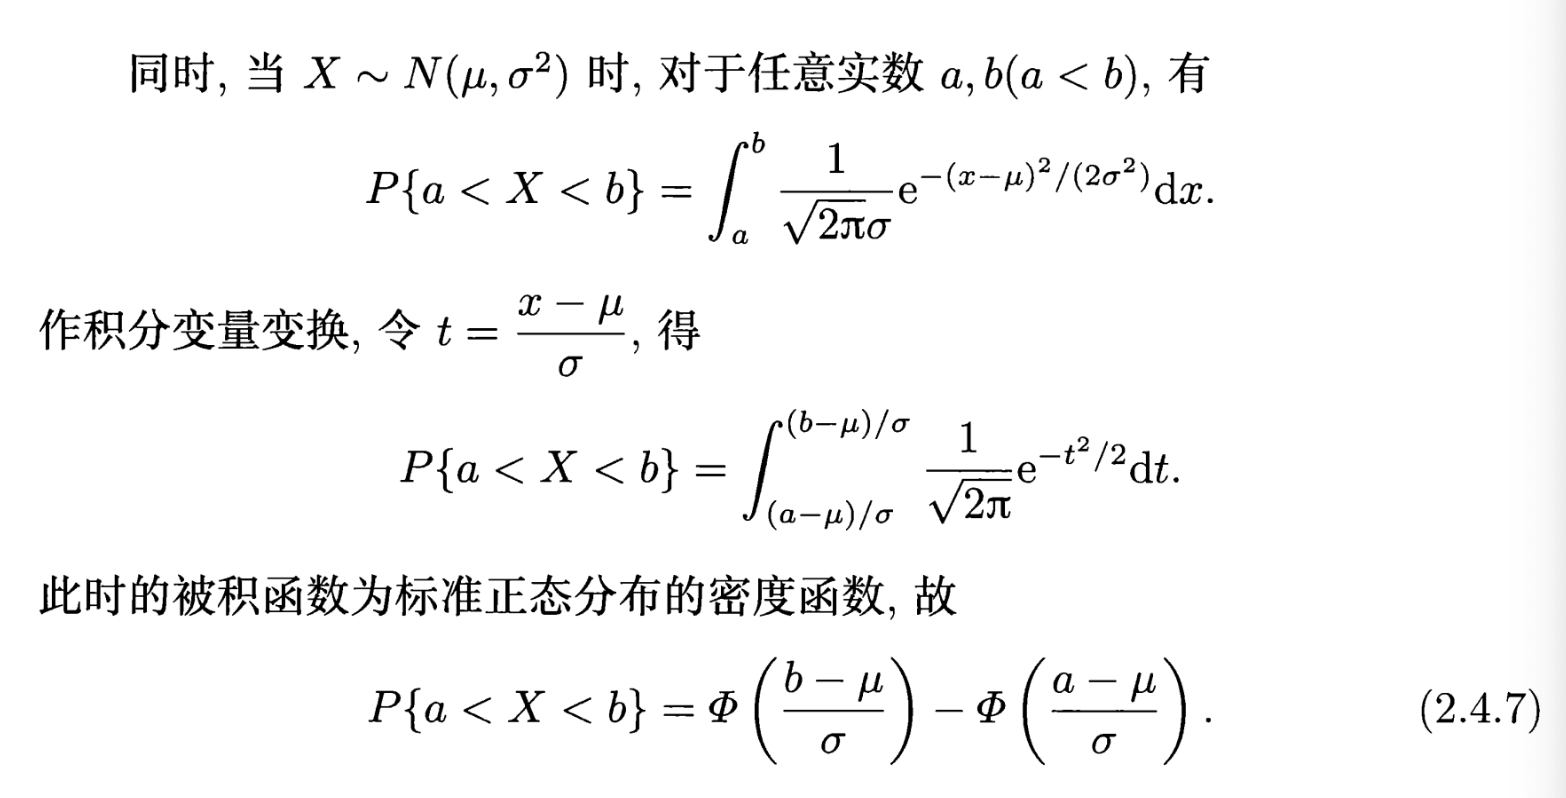 同时, 当 $X \sim N(\mu, \sigma^2)$ 时, 对于任意实数 $a, b(a < b)$, 有
$$P\{a < X < b\} = \int_a^b \frac{1}{\sqrt{2\pi}\sigma} \mathrm{e}^{-(x-\mu)^2/(2\sigma^2)} \mathrm{d}x.$$
作积分变量变换, 令 $t = \frac{x-\mu}{\sigma}$, 得
$$P\{a < X < b\} = \int_{(a-\mu)/\sigma}^{(b-\mu)/\sigma} \frac{1}{\sqrt{2\pi}} \mathrm{e}^{-t^2/2} \mathrm{d}t.$$
此时的被积函数为标准正态分布的密度函数, 故
$$P\{a < X < b\} = \Phi\left(\frac{b-\mu}{\sigma}\right) - \Phi\left(\frac{a-\mu}{\sigma}\right). \quad (2.4.7)$$